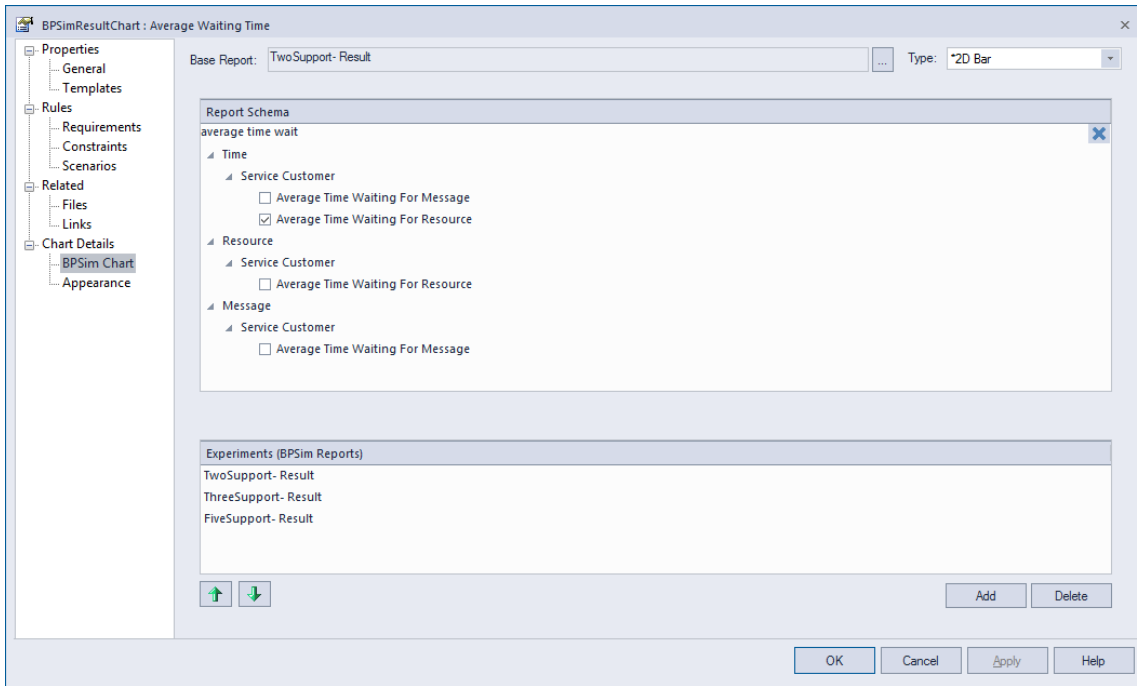 BPSimResultChart : Average Waiting Time
Properties
General
Templates
Rules
Requirements
Constraints
Scenarios
Related
Files
Links
Chart Details
BPSim Chart
Appearance
Base Report: TwoSupport- Result ... Type: *2D Bar
Report Schema
average time wait
Time
Service Customer
Average Time Waiting For Message
Average Time Waiting For Resource
Resource
Service Customer
Average Time Waiting For Resource
Message
Service Customer
Average Time Waiting For Message
Experiments (BPSim Reports)
TwoSupport- Result
ThreeSupport- Result
FiveSupport- Result
Add Delete
OK Cancel Apply Help